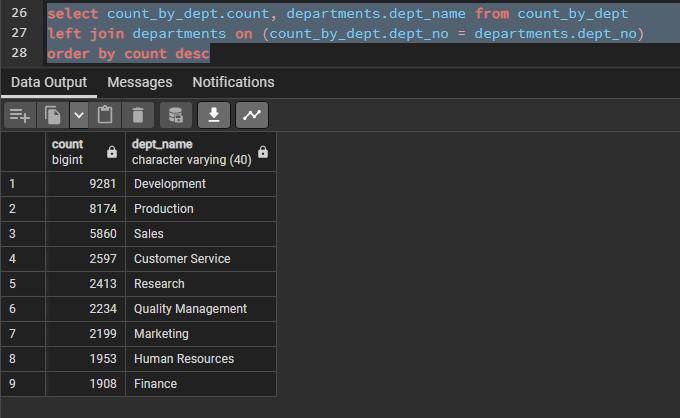 26 select count_by_dept.count, departments.dept_name from count_by_dept
27 left join departments on (count_by_dept.dept_no = departments.dept_no)
28 order by count desc
Data Output Messages Notifications
count dept_name
bigint character varying (40)
1 9281 Development
2 8174 Production
3 5860 Sales
4 2597 Customer Service
5 2413 Research
6 2234 Quality Management
7 2199 Marketing
8 1953 Human Resources
9 1908 Finance